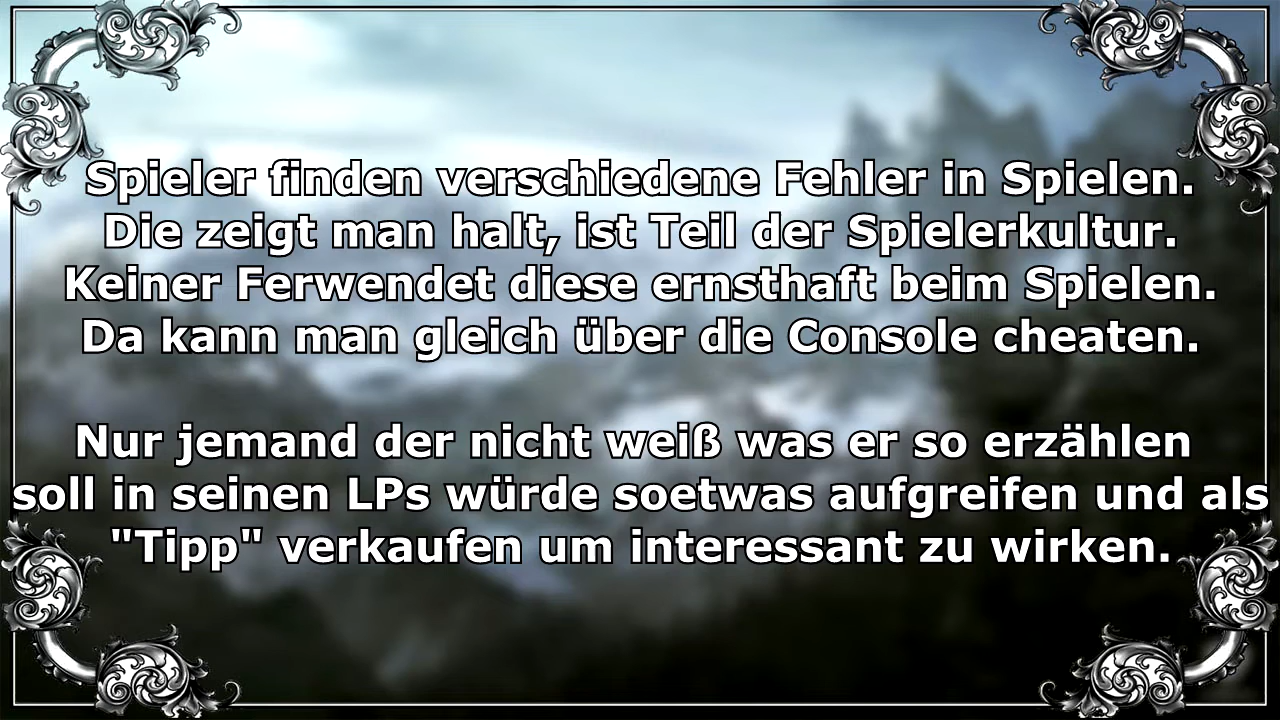 Spieler finden verschiedene Fehler in Spielen.
Die zeigt man halt, ist Teil der Spielerkultur.
Keiner Ferwendet diese ernsthaft beim Spielen.
Da kann man gleich über die Console cheaten.
Nur jemand der nicht weiß was er so erzählen
soll in seinen LPs würde soetwas aufgreifen und als
"Tipp" verkaufen um interessant zu wirken.